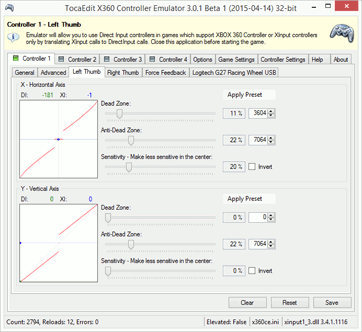 TocaEdit X360 Controller Emulator 3.0.1 Beta 1 (2015-04-14) 32-bit
Controller 1 - Left Thumb
Emulator will allow you to use Direct Input controllers in games which support XBOX 360 Controller or Xinput controllers
only by translating XInput calls to DirectInput calls. Close this application before starting the game.
Controller 1 Controller 2 Controller 3 Controller 4 Options Game Settings Controller Settings Help About
General Advanced Left Thumb Right Thumb Force Feedback Logitech G27 Racing Wheel USB
X - Horizontal Axis
DI: -181 XI: -1
Apply Preset
Dead Zone:
11 % 3604
Anti-Dead Zone:
22 % 7064
Sensitivity - Make less sensitive in the center:
20 % Invert
Y - Vertical Axis
DI: 0 XI: 0
Apply Preset
Dead Zone:
0 % 0
Anti-Dead Zone:
22 % 7064
Sensitivity - Make less sensitive in the center:
0 % Invert
Clear Reset Save
Count: 2794, Reloads: 12, Errors: 0 Elevated: False x360ce.ini xinput1_3.dll 3.4.1.1116